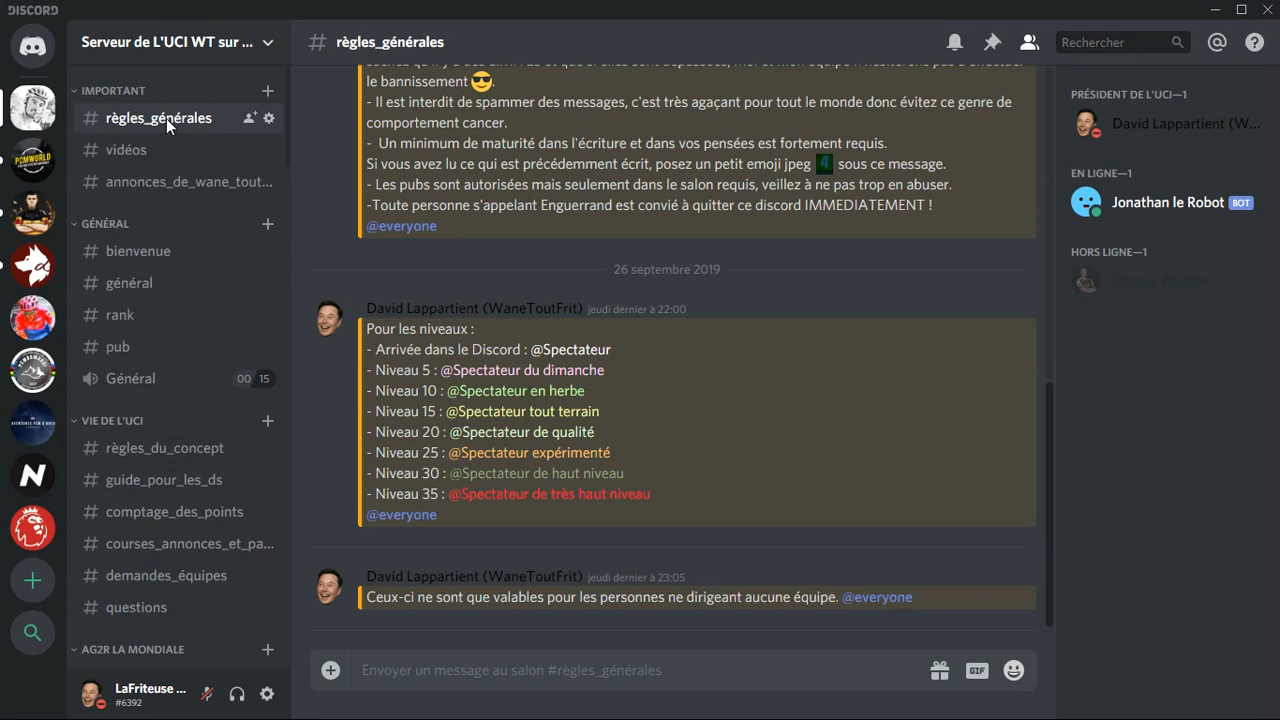 DISCORD
Serveur de L'UCI WT sur ...
IMPORTANT
règles_générales
vidéos
annonces_de_wane_tout...
GÉNÉRAL
bienvenue
général
rank
pub
Général 00 15
VIE DE L'UCI
règles_du_concept
guide_pour_les_ds
comptage_des_points
courses_annonces_et_pa...
demandes_équipes
questions
AG2R LA MONDIALE
LaFriteuse ...
#6392
PCMWORLD
N
règles_générales
Rechercher
le bannissement
- Il est interdit de spammer des messages, c'est très agaçant pour tout le monde donc évitez ce genre de
comportement cancer.
- Un minimum de maturité dans l'écriture et dans vos pensées est fortement requis.
Si vous avez lu ce qui est précédemment écrit, posez un petit emoji jpeg sous ce message.
- Les pubs sont autorisées mais seulement dans le salon requis, veillez à ne pas trop en abuser.
-Toute personne s'appelant Enguerrand est convié à quitter ce discord IMMEDIATEMENT !
@everyone
26 septembre 2019
David Lappartient (WaneToutFrit) jeudi dernier à 22:00
Pour les niveaux :
- Arrivée dans le Discord : @Spectateur
- Niveau 5 : @Spectateur du dimanche
- Niveau 10 : @Spectateur en herbe
- Niveau 15 : @Spectateur tout terrain
- Niveau 20 : @Spectateur de qualité
- Niveau 25 : @Spectateur expérimenté
- Niveau 30 : @Spectateur de haut niveau
- Niveau 35 : @Spectateur de très haut niveau
@everyone
David Lappartient (WaneToutFrit) jeudi dernier à 23:05
Ceux-ci ne sont que valables pour les personnes ne dirigeant aucune équipe. @everyone
Envoyer un message au salon #règles_générales
GIF
PRÉSIDENT DE L'UCI—1
David Lappartient (W...
EN LIGNE—1
Jonathan le Robot BOT
HORS LIGNE—1